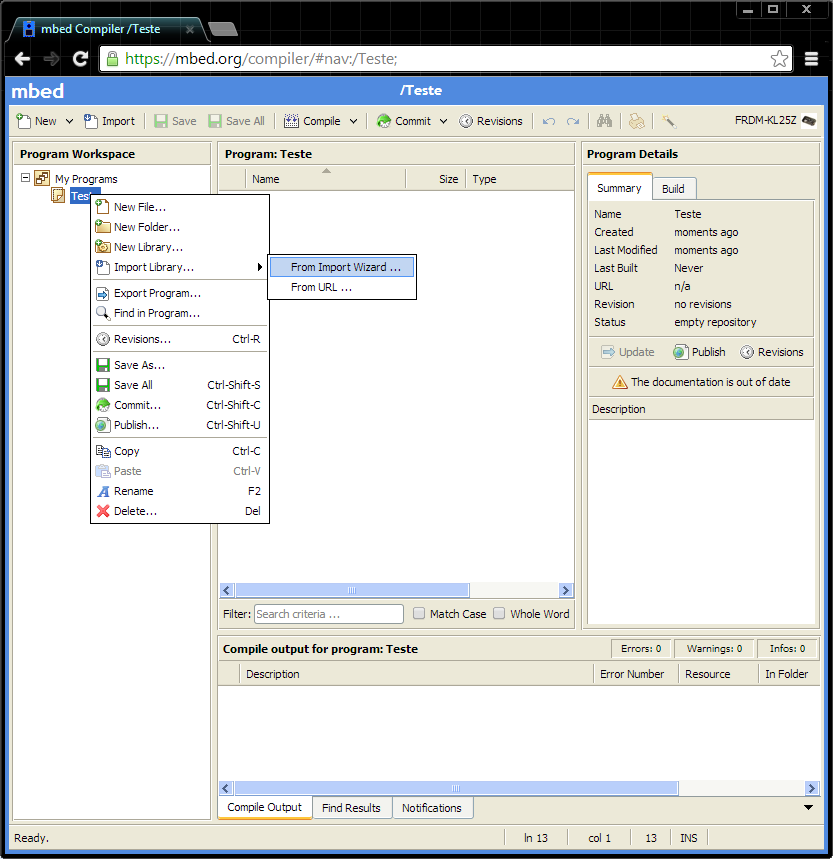 mbed Compiler /Teste
https://mbed.org/compiler/#nav:/Teste;
mbed /Teste
New Import Save Save All Compile Commit Revisions FRDM-KL25Z
Program Workspace
My Programs
Teste
New File...
New Folder...
New Library...
Import Library...
From Import Wizard ...
From URL ...
Export Program...
Find in Program...
Revisions... Ctrl-R
Save As...
Save All Ctrl-Shift-S
Commit... Ctrl-Shift-C
Publish... Ctrl-Shift-U
Copy Ctrl-C
Paste Ctrl-V
Rename F2
Delete... Del
Program: Teste
Name Size Type
Filter: Search criteria ... Match Case Whole Word
Program Details
Summary Build
Name Teste
Created moments ago
Last Modified moments ago
Last Built Never
URL n/a
Revision no revisions
Status empty repository
Update Publish Revisions
The documentation is out of date
Description
Compile output for program: Teste Errors: 0 Warnings: 0 Infos: 0
Description Error Number Resource In Folder
Compile Output Find Results Notifications
Ready. ln 13 col 1 13 INS